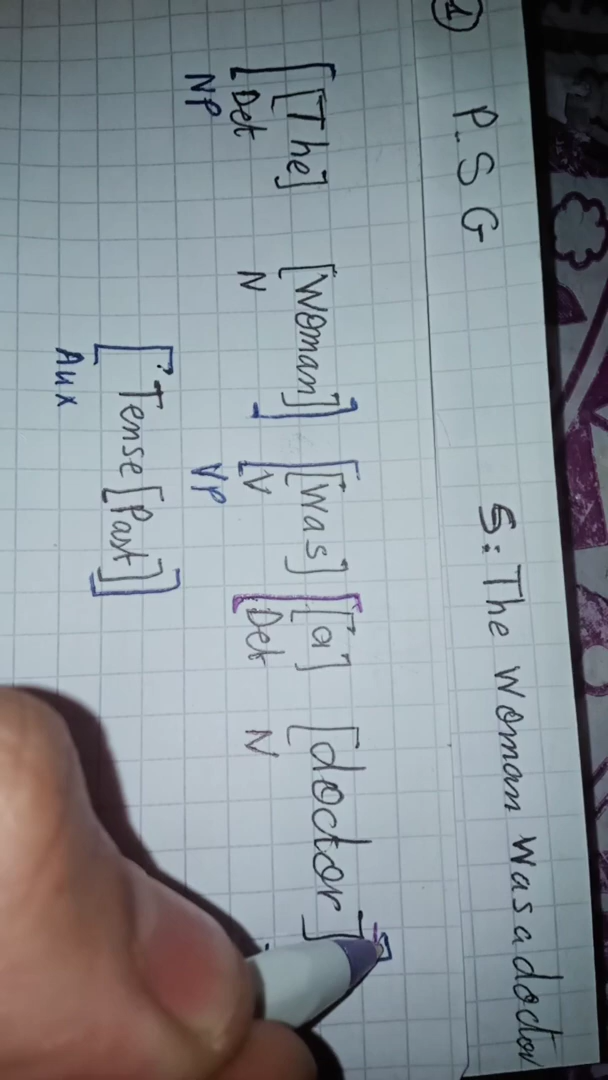 1) P.S G
S: The woman was a doctor
[[The] [woman]] [[was] [[a] [doctor]
Det N V Det N
NP VP
[Tense [Past]]
Aux